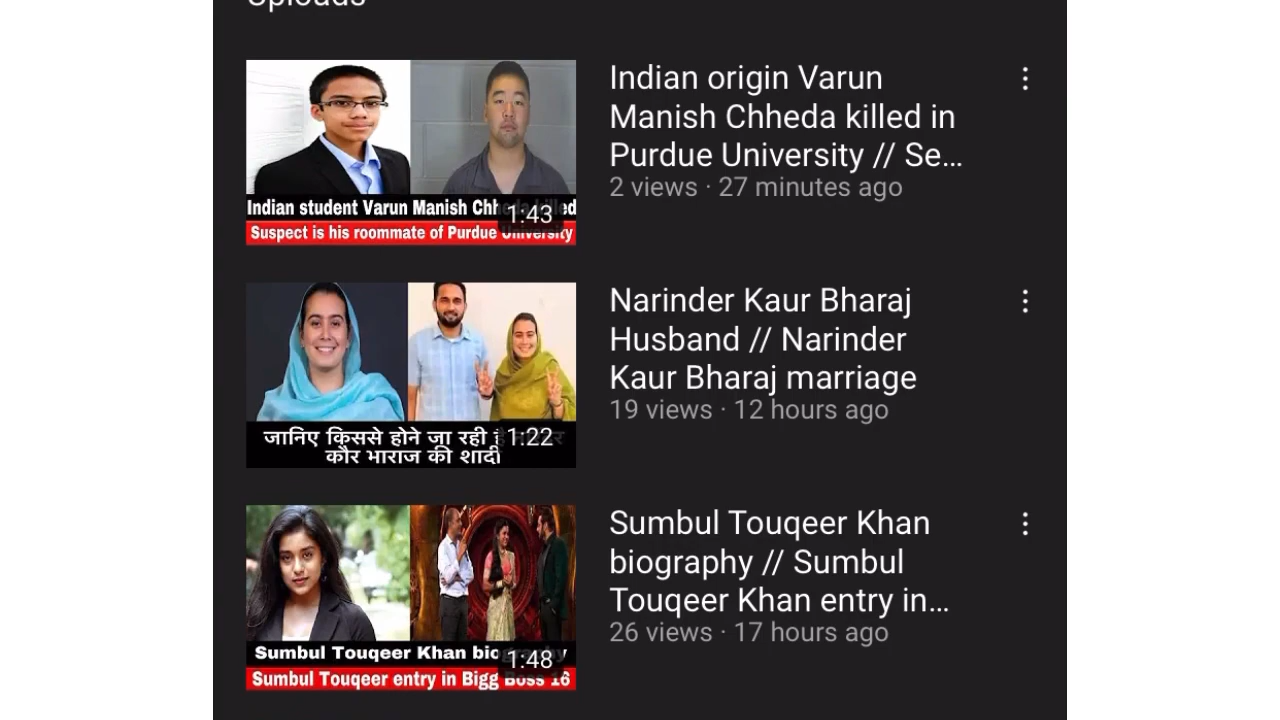 Uploads
Indian origin Varun
Manish Chheda killed in
Purdue University // Se...
2 views · 27 minutes ago
Indian student Varun Manish Chheda killed
1:43
Suspect is his roommate of Purdue University
Narinder Kaur Bharaj
Husband // Narinder
Kaur Bharaj marriage
19 views · 12 hours ago
जानिए किससे होने जा रही है
1:22
कौर भाराज की शादी
Sumbul Touqeer Khan
biography // Sumbul
Touqeer Khan entry in...
26 views · 17 hours ago
Sumbul Touqeer Khan biography
1:48
Sumbul Touqeer entry in Bigg Boss 16